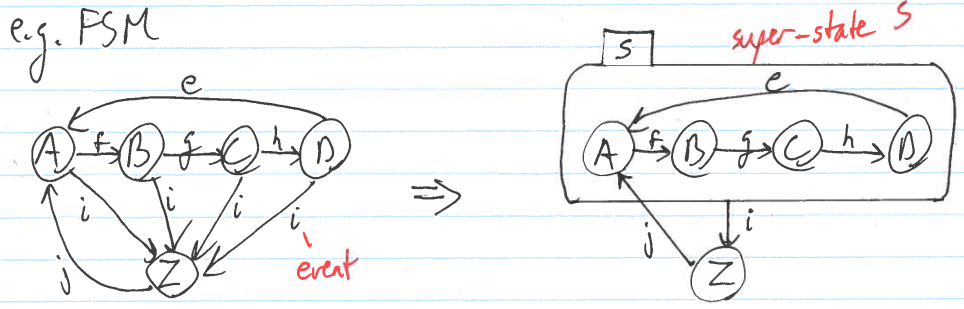 e.g. FSM
super-state S
S
e
e
A f B g C h D
A f B g C h D
i i i i
⇒
j
event
j
i
Z
Z